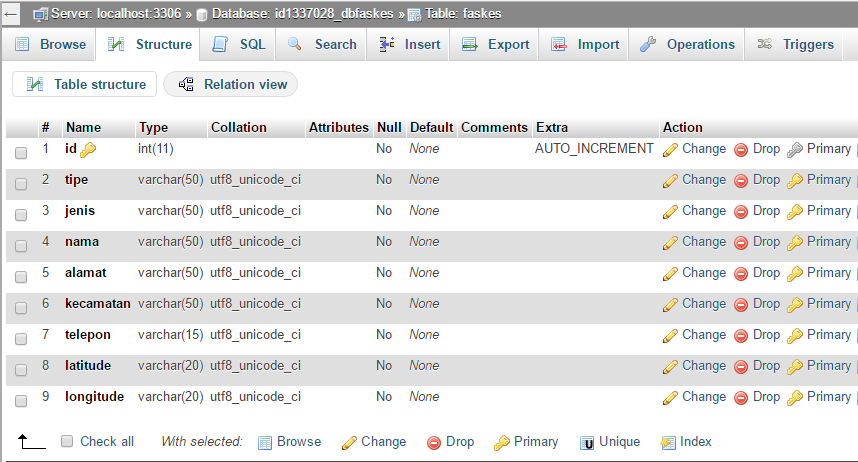 ← Server: localhost:3306 » Database: id1337028_dbfaskes » Table: faskes
Browse Structure SQL Search Insert Export Import Operations Triggers
Table structure Relation view
# Name Type Collation Attributes Null Default Comments Extra Action
1 id int(11) No None AUTO_INCREMENT Change Drop Primary
2 tipe varchar(50) utf8_unicode_ci No None Change Drop Primary
3 jenis varchar(50) utf8_unicode_ci No None Change Drop Primary
4 nama varchar(50) utf8_unicode_ci No None Change Drop Primary
5 alamat varchar(50) utf8_unicode_ci No None Change Drop Primary
6 kecamatan varchar(50) utf8_unicode_ci No None Change Drop Primary
7 telepon varchar(15) utf8_unicode_ci No None Change Drop Primary
8 latitude varchar(20) utf8_unicode_ci No None Change Drop Primary
9 longitude varchar(20) utf8_unicode_ci No None Change Drop Primary
Check all With selected: Browse Change Drop Primary Unique Index